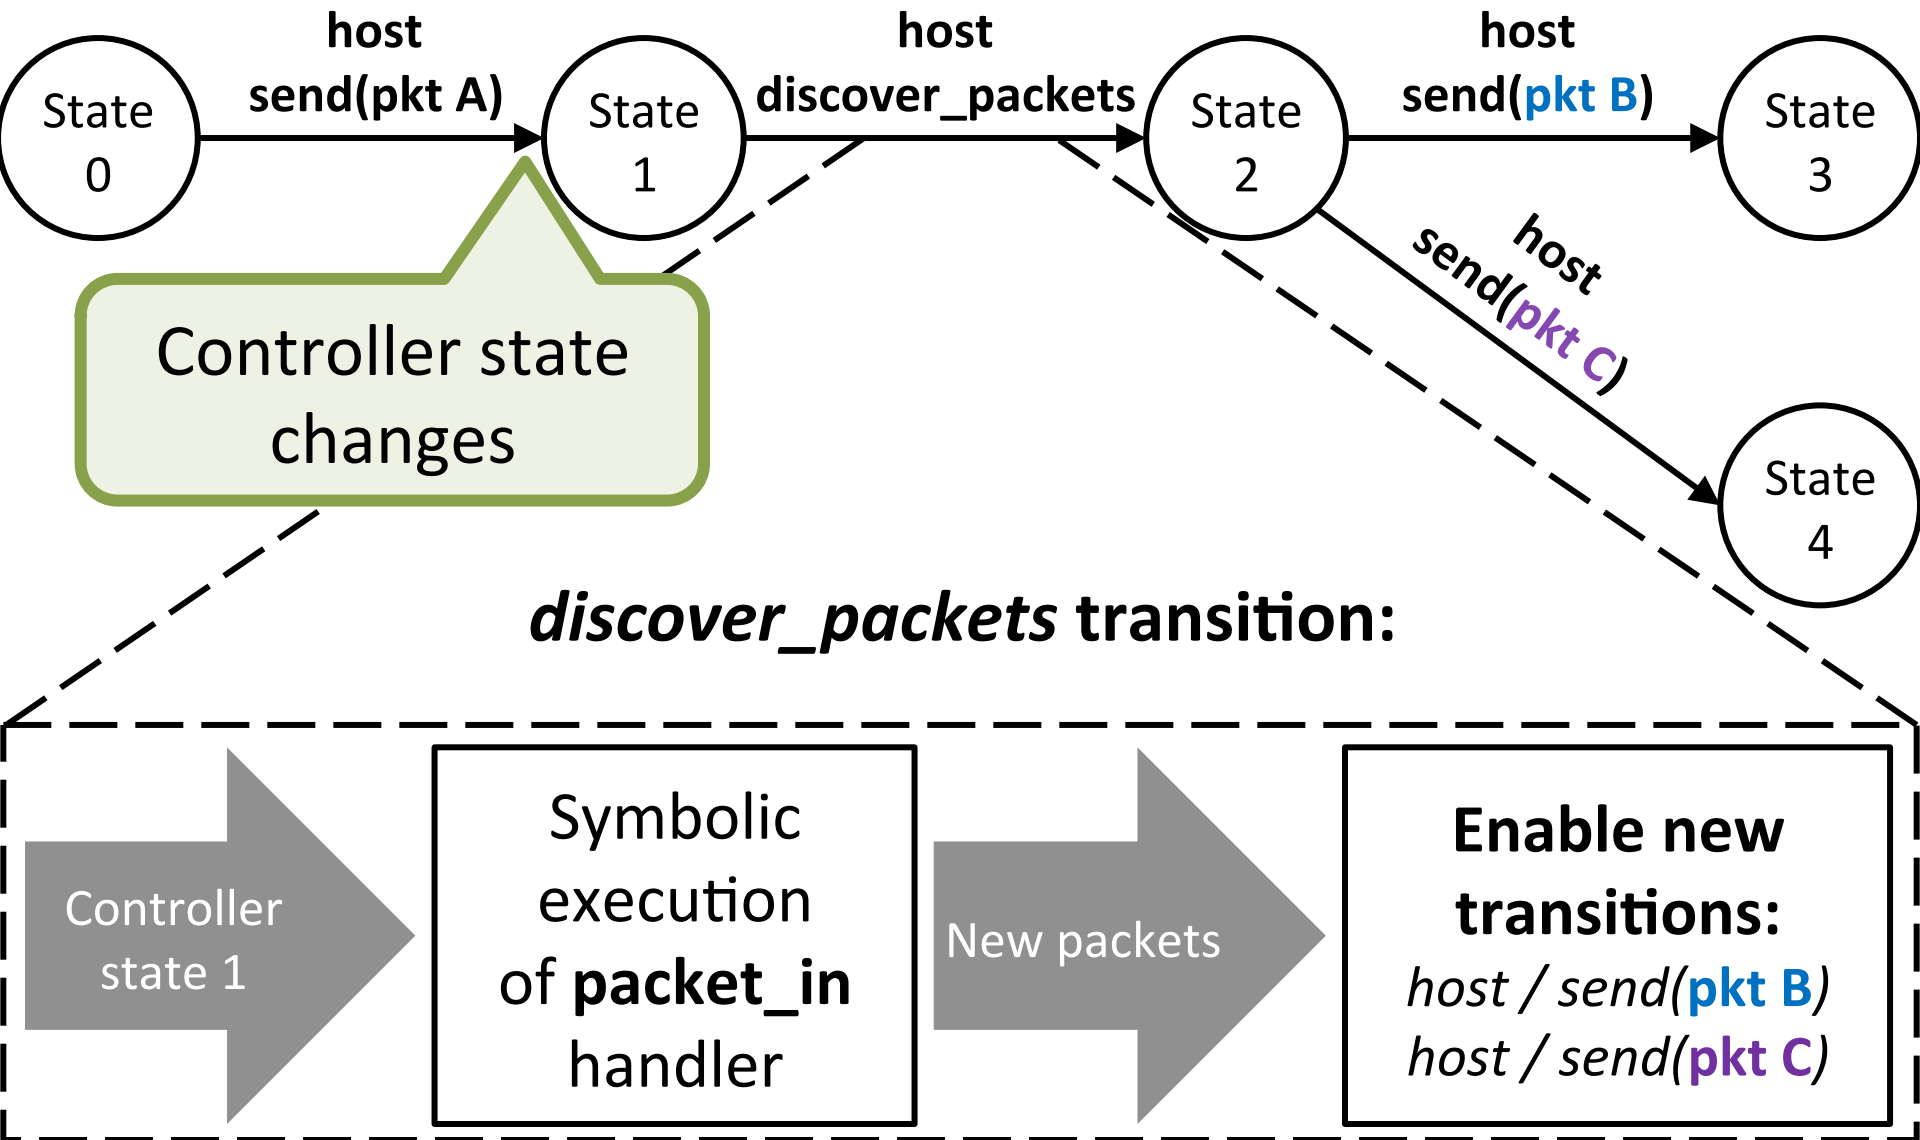 host
send(pkt A)
host
discover_packets
host
send(pkt B)
State
0
State
1
State
2
State
3
host
send(pkt C)
State
4
Controller state
changes
discover_packets transition:
Controller
state 1
Symbolic
execution
of packet_in
handler
New packets
Enable new
transitions:
host / send(pkt B)
host / send(pkt C)